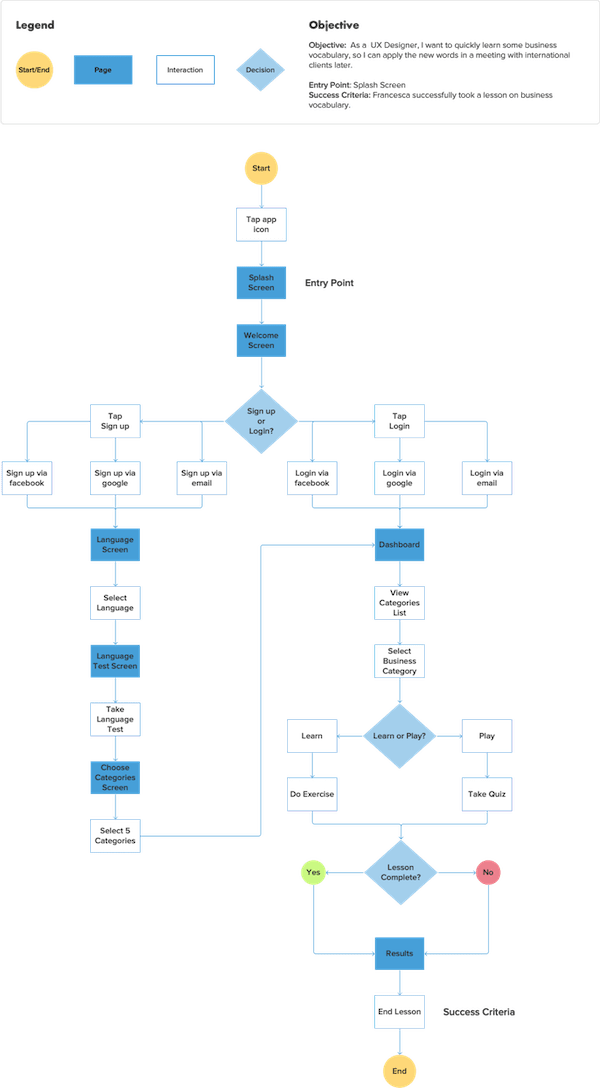 Legend
Start/End
Page
Interaction
Decision
Objective
Objective: As a UX Designer, I want to quickly learn some business
vocabulary, so I can apply the new words in a meeting with international
clients later.
Entry Point: Splash Screen
Success Criteria: Francesca successfully took a lesson on business
vocabulary.
Start
Tap app
icon
Splash
Screen
Entry Point
Welcome
Screen
Sign up
or
Login?
Tap
Sign up
Tap
Login
Sign up via
facebook
Sign up via
google
Sign up via
email
Login via
facebook
Login via
google
Login via
email
Language
Screen
Dashboard
Select
Language
View
Categories
List
Language
Test Screen
Select
Business
Category
Take
Language
Test
Learn
Learn or Play?
Play
Choose
Categories
Screen
Do Exercise
Take Quiz
Select 5
Categories
Yes
Lesson
Complete?
No
Results
End Lesson
Success Criteria
End